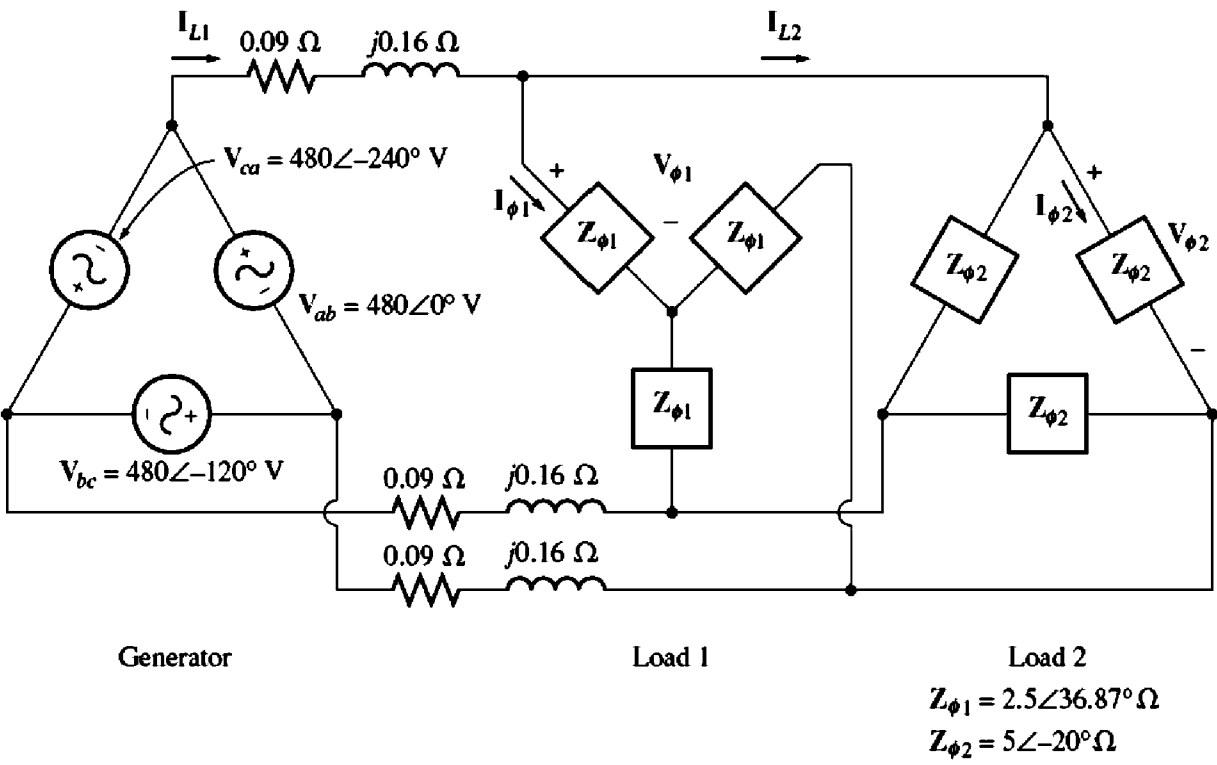 I_L1
0.09 Ω
j0.16 Ω
I_L2
V_ca = 480∠–240° V
+
V_ϕ1
–
I_ϕ1
Z_ϕ1
Z_ϕ1
+
I_ϕ2
V_ϕ2
Z_ϕ2
Z_ϕ2
–
–
+
+
–
V_ab = 480∠0° V
Z_ϕ1
Z_ϕ2
–
+
V_bc = 480∠–120° V
0.09 Ω
j0.16 Ω
0.09 Ω
j0.16 Ω
Generator
Load 1
Load 2
Z_ϕ1 = 2.5∠36.87° Ω
Z_ϕ2 = 5∠–20° Ω